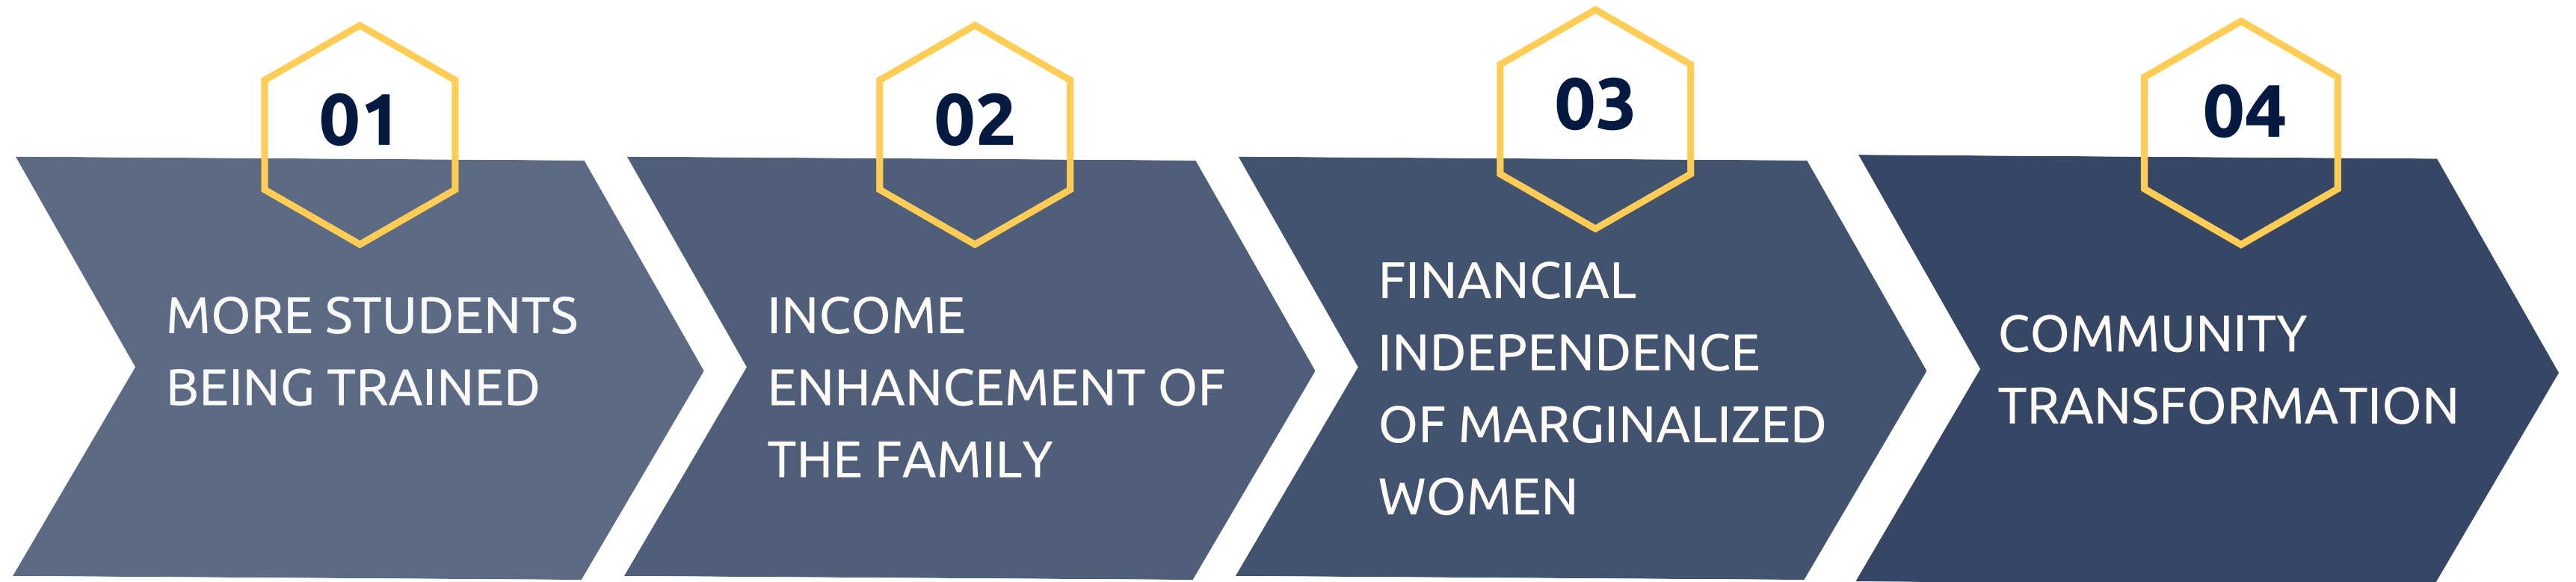 01
MORE STUDENTS
BEING TRAINED
02
INCOME
ENHANCEMENT OF
THE FAMILY
03
FINANCIAL
INDEPENDENCE
OF MARGINALIZED
WOMEN
04
COMMUNITY
TRANSFORMATION